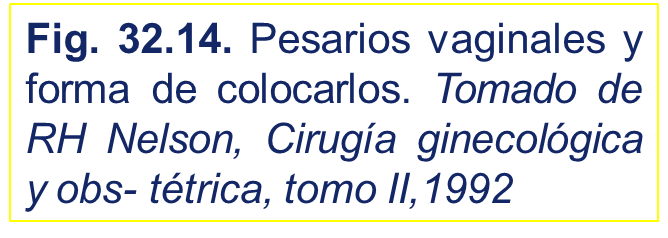 Fig. 32.14. Pesarios vaginales y
forma de colocarlos. Tomado de
RH Nelson, Cirugía ginecológica
y obs- tétrica, tomo II,1992